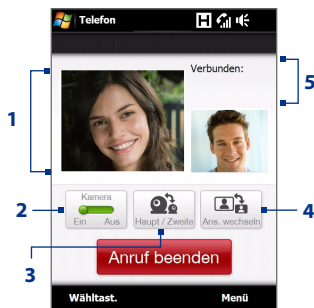 Telefon
H
Verbunden:
1
5
Kamera
Ein Aus
Haupt / Zweite
Ans. wechseln
2
4
3
Anruf beenden
Wähltast.
Menü